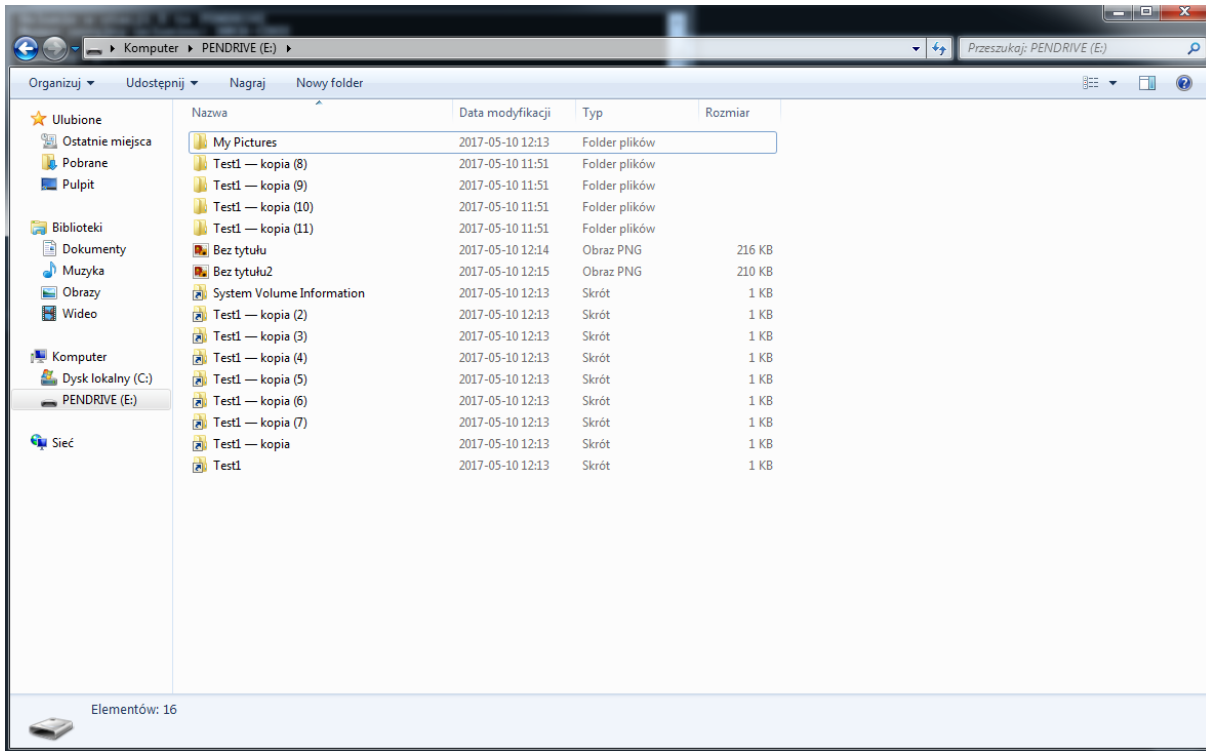 Komputer ▸ PENDRIVE (E:) ▸
Przeszukaj: PENDRIVE (E:)
Organizuj Udostępnij Nagraj Nowy folder
Ulubione
Ostatnie miejsca
Pobrane
Pulpit
Biblioteki
Dokumenty
Muzyka
Obrazy
Wideo
Komputer
Dysk lokalny (C:)
PENDRIVE (E:)
Sieć
Nazwa Data modyfikacji Typ Rozmiar
My Pictures 2017-05-10 12:13 Folder plików
Test1 — kopia (8) 2017-05-10 11:51 Folder plików
Test1 — kopia (9) 2017-05-10 11:51 Folder plików
Test1 — kopia (10) 2017-05-10 11:51 Folder plików
Test1 — kopia (11) 2017-05-10 11:51 Folder plików
Bez tytułu 2017-05-10 12:14 Obraz PNG 216 KB
Bez tytułu2 2017-05-10 12:15 Obraz PNG 210 KB
System Volume Information 2017-05-10 12:13 Skrót 1 KB
Test1 — kopia (2) 2017-05-10 12:13 Skrót 1 KB
Test1 — kopia (3) 2017-05-10 12:13 Skrót 1 KB
Test1 — kopia (4) 2017-05-10 12:13 Skrót 1 KB
Test1 — kopia (5) 2017-05-10 12:13 Skrót 1 KB
Test1 — kopia (6) 2017-05-10 12:13 Skrót 1 KB
Test1 — kopia (7) 2017-05-10 12:13 Skrót 1 KB
Test1 — kopia 2017-05-10 12:13 Skrót 1 KB
Test1 2017-05-10 12:13 Skrót 1 KB
Elementów: 16